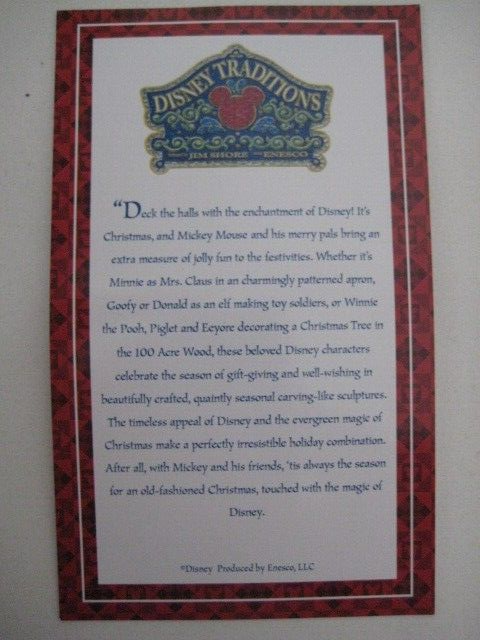 DISNEY TRADITIONS
JIM SHORE ENESCO
“Deck the halls with the enchantment of Disney! It's
Christmas, and Mickey Mouse and his merry pals bring an
extra measure of jolly fun to the festivities. Whether it's
Minnie as Mrs. Claus in an charmingly patterned apron,
Goofy or Donald as an elf making toy soldiers, or Winnie
the Pooh, Piglet and Eeyore decorating a Christmas Tree in
the 100 Acre Wood, these beloved Disney characters
celebrate the season of gift-giving and well-wishing in
beautifully crafted, quaintly seasonal carving-like sculptures.
The timeless appeal of Disney and the evergreen magic of
Christmas make a perfectly irresistible holiday combination.
After all, with Mickey and his friends, 'tis always the season
for an old-fashioned Christmas, touched with the magic of
Disney.
©Disney Produced by Enesco, LLC